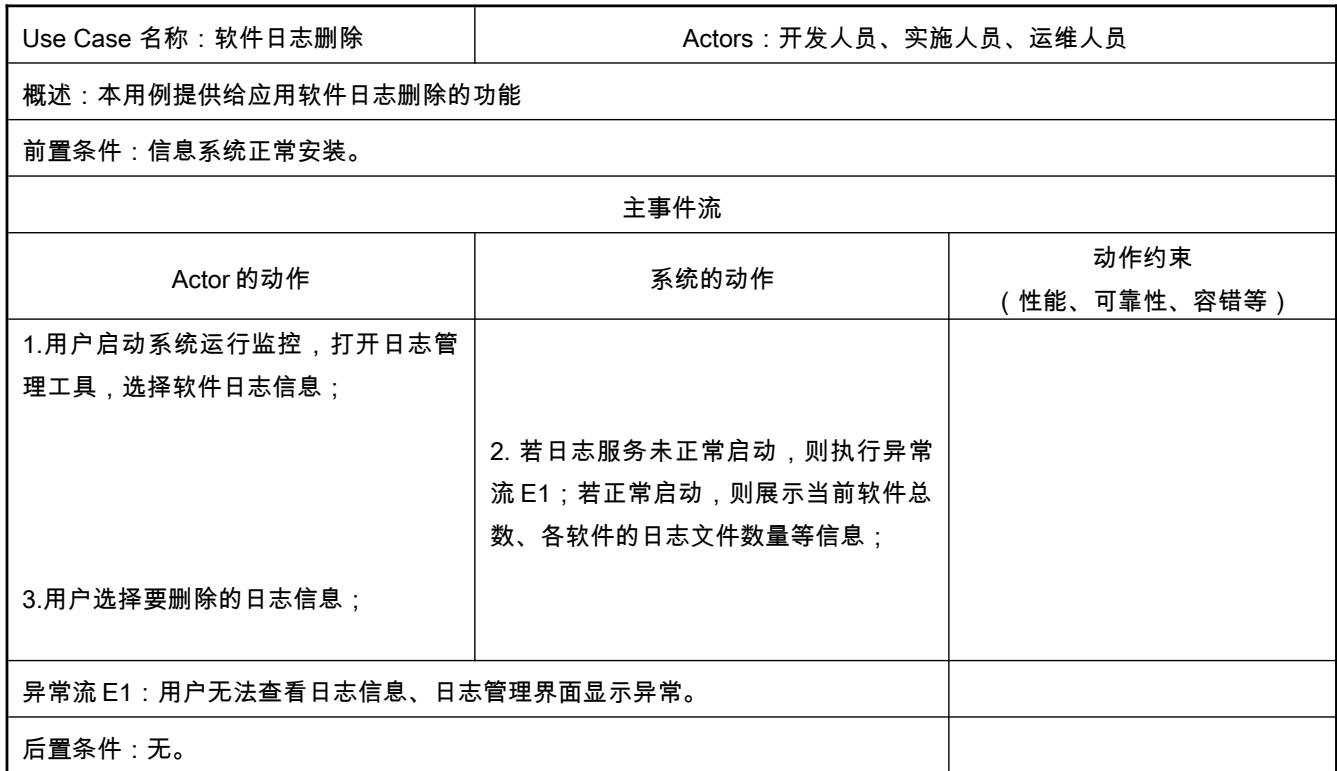 Use Case 名称：软件日志删除
Actors：开发人员、实施人员、运维人员
概述：本用例提供给应用软件日志删除的功能
前置条件：信息系统正常安装。
主事件流
Actor 的动作
系统的动作
动作约束
（性能、可靠性、容错等）
1.用户启动系统运行监控，打开日志管
理工具，选择软件日志信息；
2. 若日志服务未正常启动，则执行异常
流 E1；若正常启动，则展示当前软件总
数、各软件的日志文件数量等信息；
3.用户选择要删除的日志信息；
异常流 E1：用户无法查看日志信息、日志管理界面显示异常。
后置条件：无。